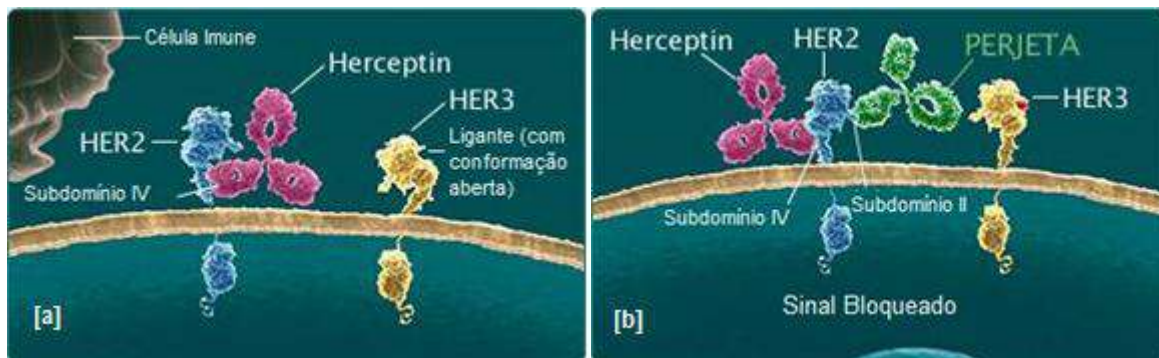 Célula Imune
Herceptin
HER3
HER2
Ligante (com
conformação
aberta)
Subdomínio IV
[a]
Herceptin
HER2
PERJETA
HER3
Subdomínio IV
Subdomínio II
Sinal Bloqueado
[b]